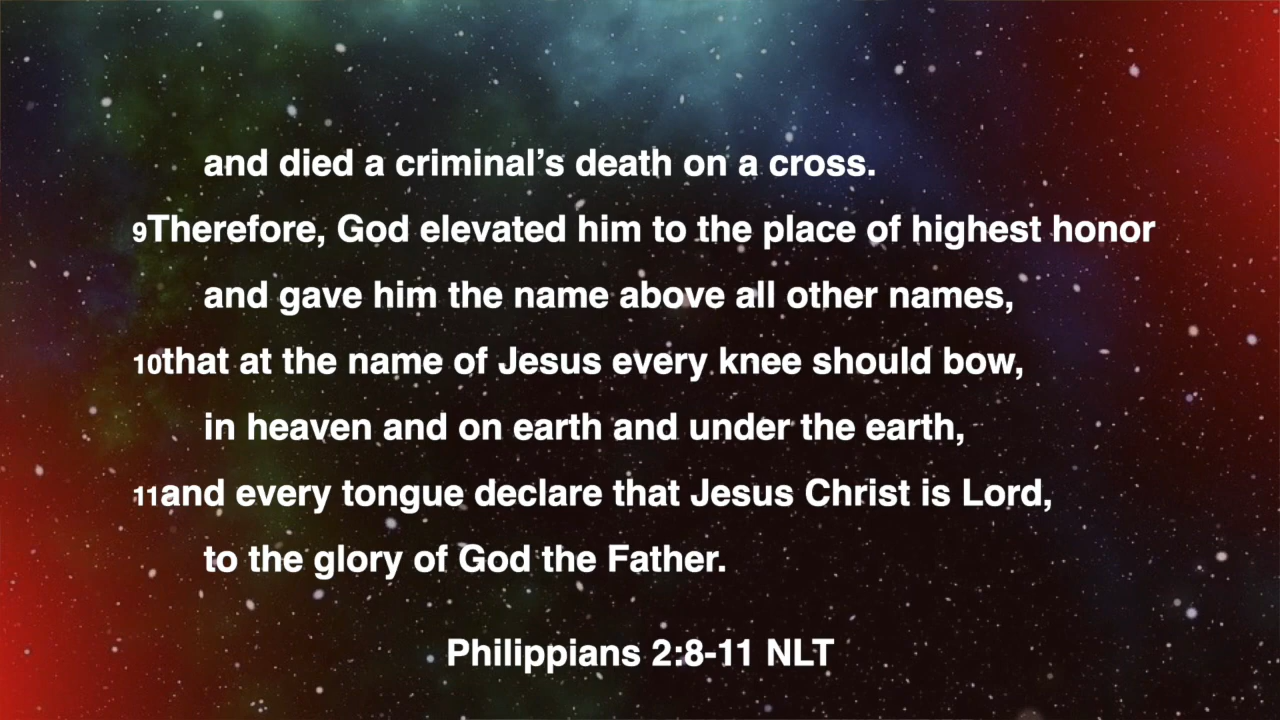 and died a criminal’s death on a cross.
9Therefore, God elevated him to the place of highest honor
and gave him the name above all other names,
10that at the name of Jesus every knee should bow,
in heaven and on earth and under the earth,
11and every tongue declare that Jesus Christ is Lord,
to the glory of God the Father.
Philippians 2:8-11 NLT